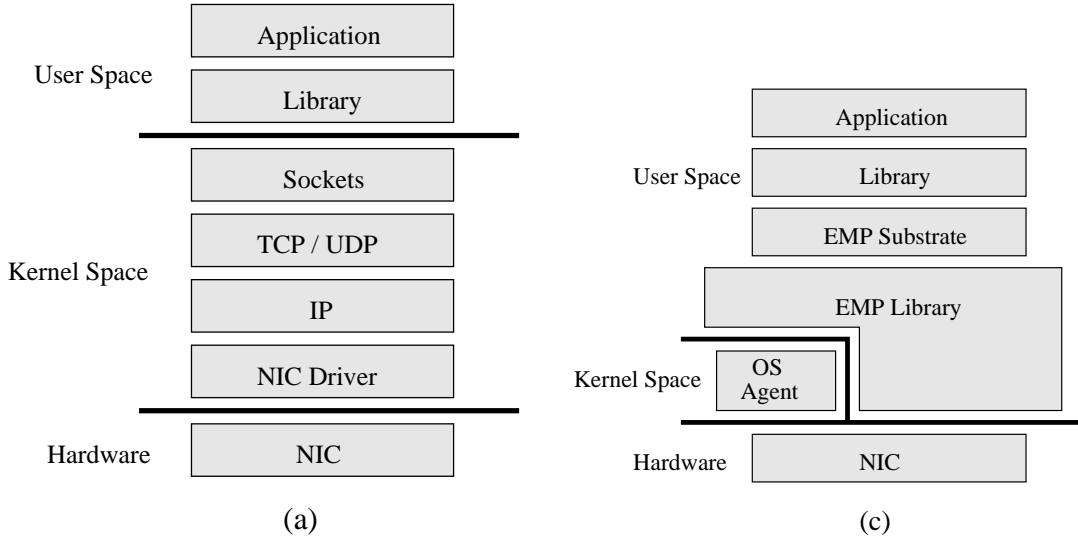 Application
User Space
Library
Sockets
TCP / UDP
Kernel Space
IP
NIC Driver
Hardware
NIC
(a)
Application
User Space
Library
EMP Substrate
EMP Library
Kernel Space
OS
Agent
Hardware
NIC
(c)